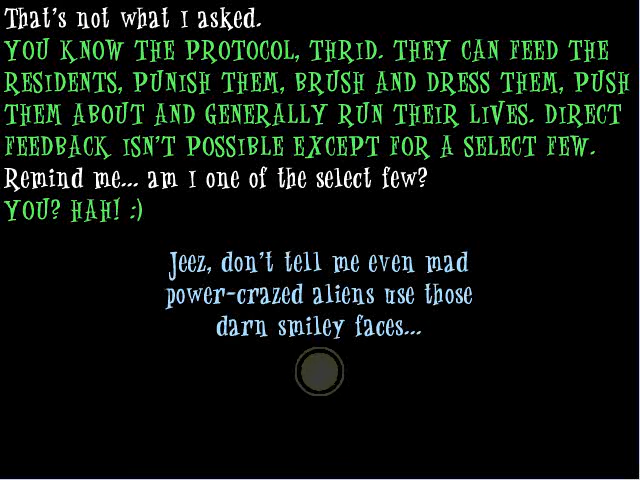 That's not what I asked.
YOU KNOW THE PROTOCOL, THRID. THEY CAN FEED THE
RESIDENTS, PUNISH THEM, BRUSH AND DRESS THEM, PUSH
THEM ABOUT AND GENERALLY RUN THEIR LIVES. DIRECT
FEEDBACK ISN'T POSSIBLE EXCEPT FOR A SELECT FEW.
Remind me... am I one of the select few?
YOU? HAH! :)
Jeez, don't tell me even mad
power-crazed aliens use those
darn smiley faces...